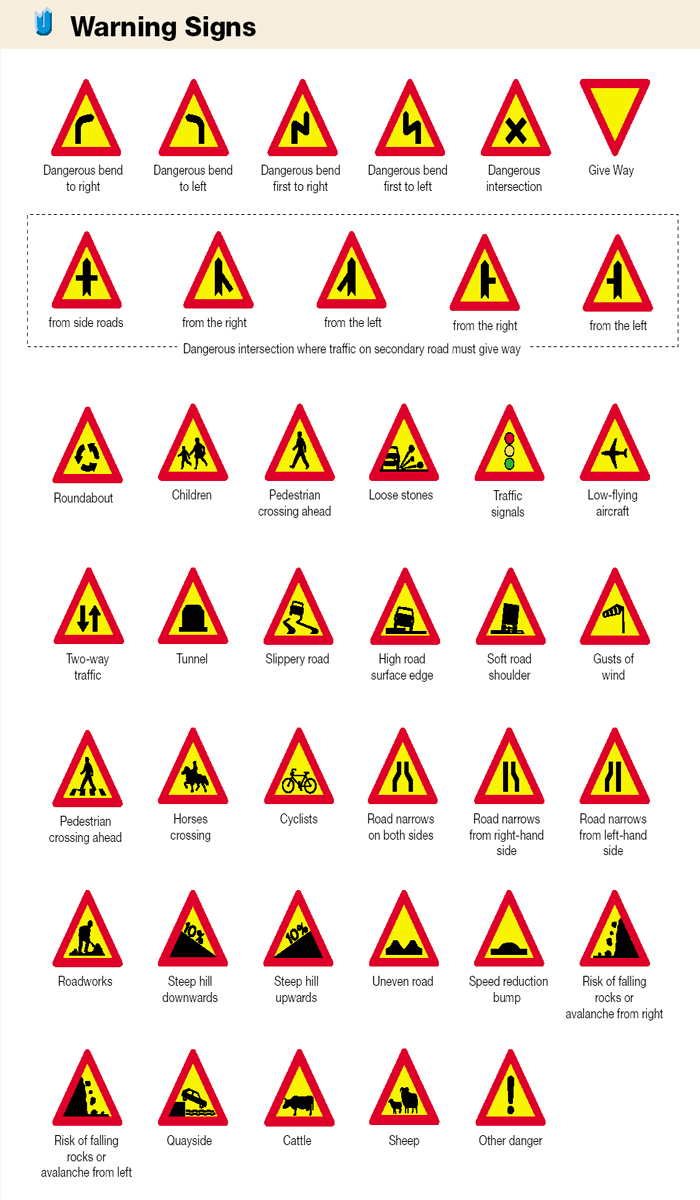 Warning Signs
Dangerous bend
to right
Dangerous bend
to left
Dangerous bend
first to right
Dangerous bend
first to left
Dangerous
intersection
Give Way
from side roads
from the right
from the left
from the right
from the left
Dangerous intersection where traffic on secondary road must give way
Roundabout
Children
Pedestrian
crossing ahead
Loose stones
Traffic
signals
Low-flying
aircraft
Two-way
traffic
Tunnel
Slippery road
High road
surface edge
Soft road
shoulder
Gusts of
wind
Pedestrian
crossing ahead
Horses
crossing
Cyclists
Road narrows
on both sides
Road narrows
from right-hand
side
Road narrows
from left-hand
side
10%
10%
Roadworks
Steep hill
downwards
Steep hill
upwards
Uneven road
Speed reduction
bump
Risk of falling
rocks or
avalanche from right
Risk of falling
rocks or
avalanche from left
Quayside
Cattle
Sheep
Other danger